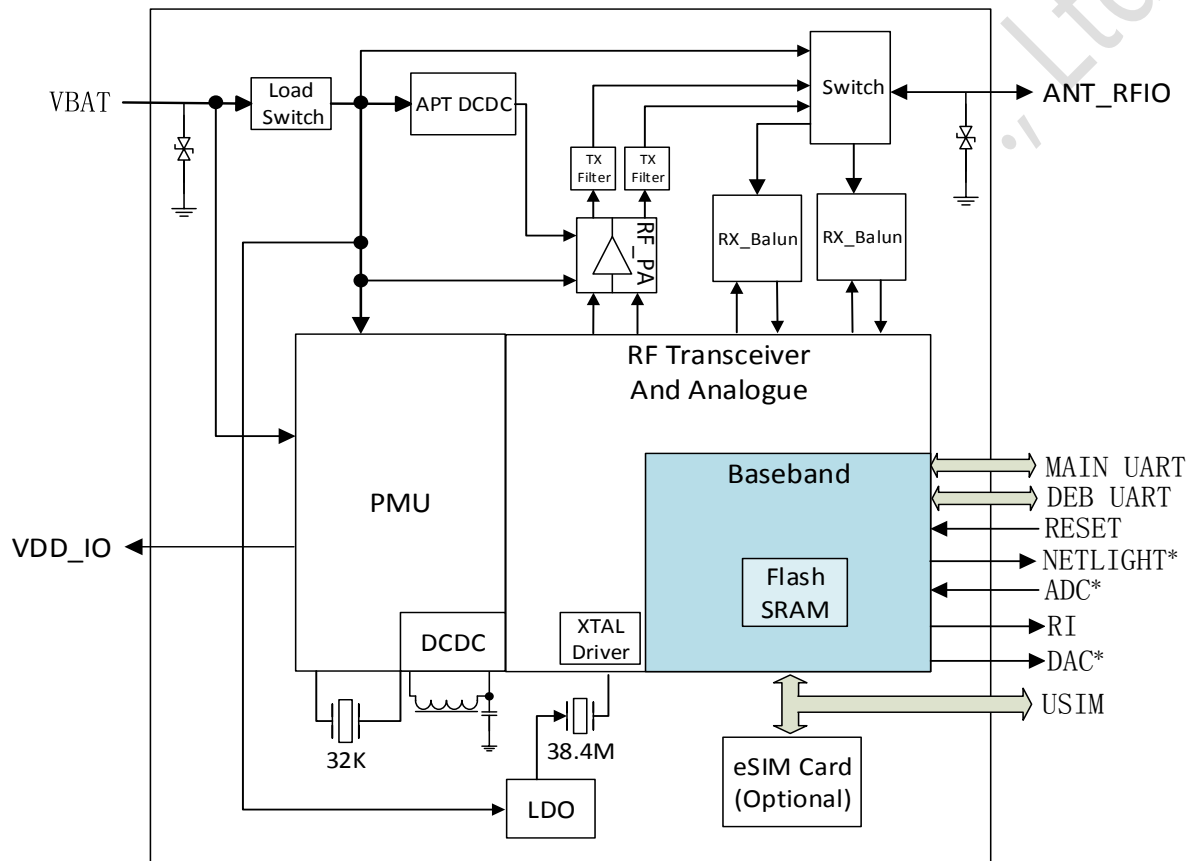 ., Ltd
VBAT
Load
Switch
APT DCDC
Switch
ANT_RFIO
TX
Filter
TX
Filter
RF_PA
RX_Balun
RX_Balun
RF Transceiver
And Analogue
PMU
Baseband
Flash
SRAM
MAIN UART
DEB UART
RESET
NETLIGHT*
ADC*
RI
DAC*
USIM
VDD_IO
DCDC
XTAL
Driver
32K
38.4M
LDO
eSIM Card
(Optional)